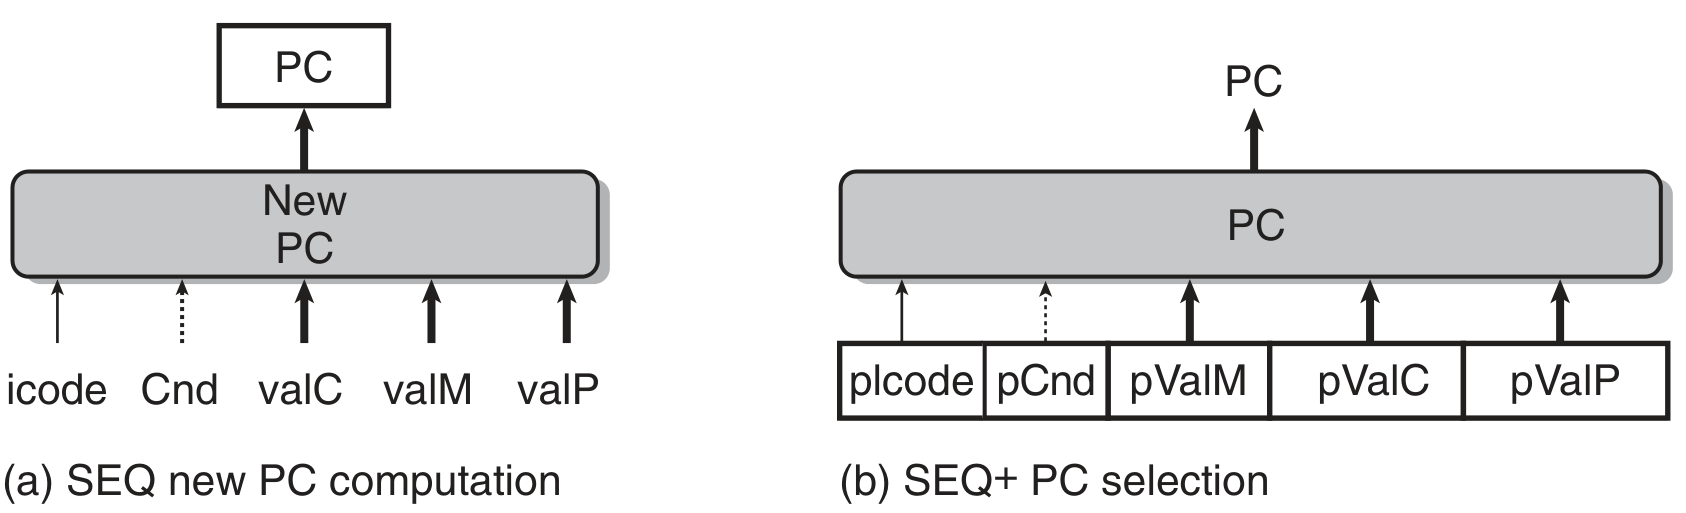 PC
New
PC
icode Cnd valC valM valP
(a) SEQ new PC computation
PC
PC
pIcode pCnd pValM pValC pValP
(b) SEQ+ PC selection